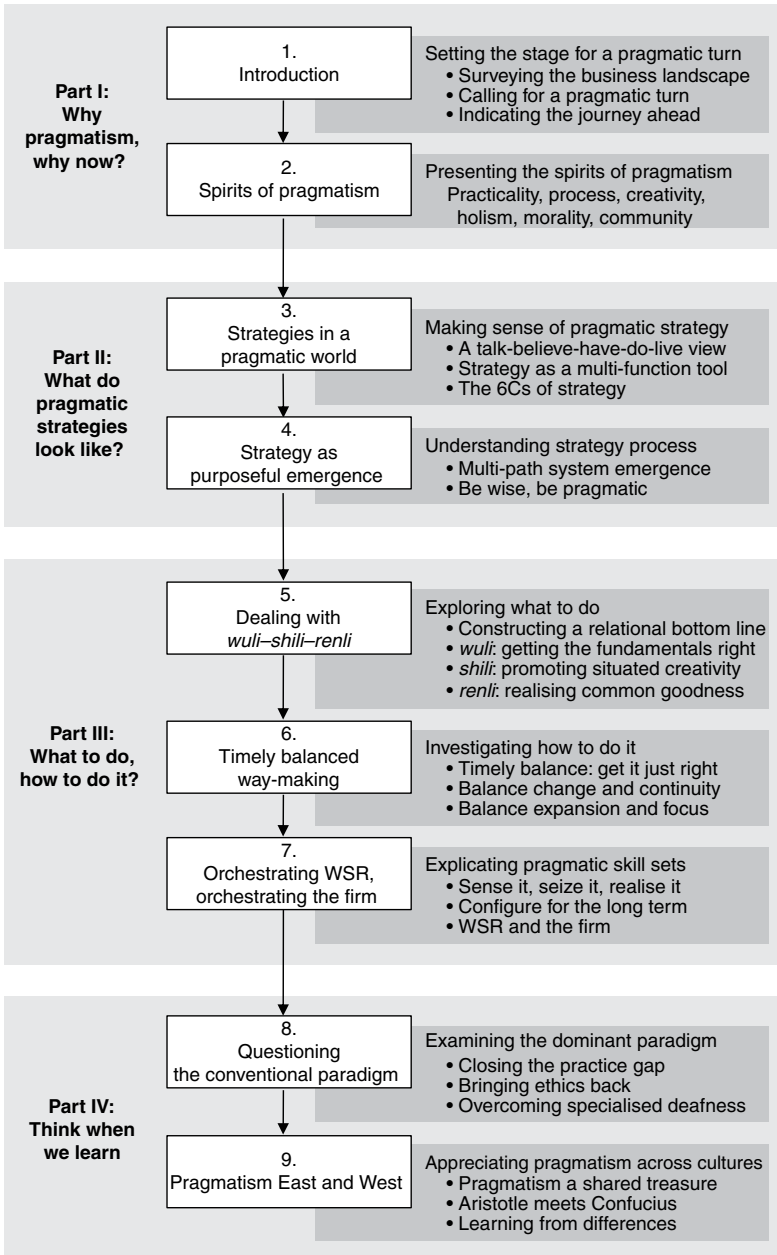 Part I:
Why
pragmatism,
why now?
1.
Introduction
Setting the stage for a pragmatic turn
• Surveying the business landscape
• Calling for a pragmatic turn
• Indicating the journey ahead
2.
Spirits of pragmatism
Presenting the spirits of pragmatism
Practicality, process, creativity,
holism, morality, community
Part II:
What do
pragmatic
strategies
look like?
3.
Strategies in a
pragmatic world
Making sense of pragmatic strategy
• A talk-believe-have-do-live view
• Strategy as a multi-function tool
• The 6Cs of strategy
4.
Strategy as
purposeful emergence
Understanding strategy process
• Multi-path system emergence
• Be wise, be pragmatic
Part III:
What to do,
how to do it?
5.
Dealing with
wuli–shili–renli
Exploring what to do
• Constructing a relational bottom line
• wuli: getting the fundamentals right
• shili: promoting situated creativity
• renli: realising common goodness
6.
Timely balanced
way-making
Investigating how to do it
• Timely balance: get it just right
• Balance change and continuity
• Balance expansion and focus
7.
Orchestrating WSR,
orchestrating the firm
Explicating pragmatic skill sets
• Sense it, seize it, realise it
• Configure for the long term
• WSR and the firm
Part IV:
Think when
we learn
8.
Questioning
the conventional paradigm
Examining the dominant paradigm
• Closing the practice gap
• Bringing ethics back
• Overcoming specialised deafness
9.
Pragmatism East and West
Appreciating pragmatism across cultures
• Pragmatism a shared treasure
• Aristotle meets Confucius
• Learning from differences